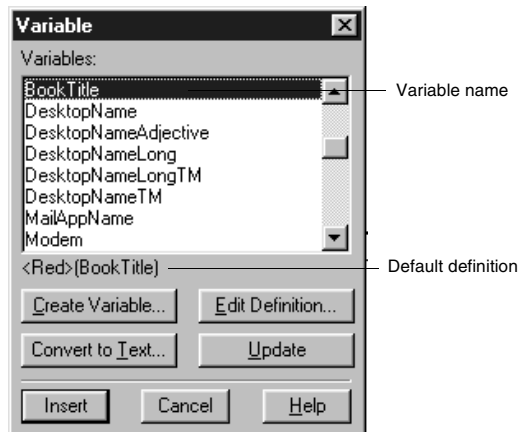 Variable
Variables:
BookTitle
Variable name
DesktopName
DesktopNameAdjective
DesktopNameLong
DesktopNameLongTM
DesktopNameTM
MailAppName
Modem
<Red>(BookTitle)
Default definition
Create Variable...
Edit Definition...
Convert to Text...
Update
Insert
Cancel
Help